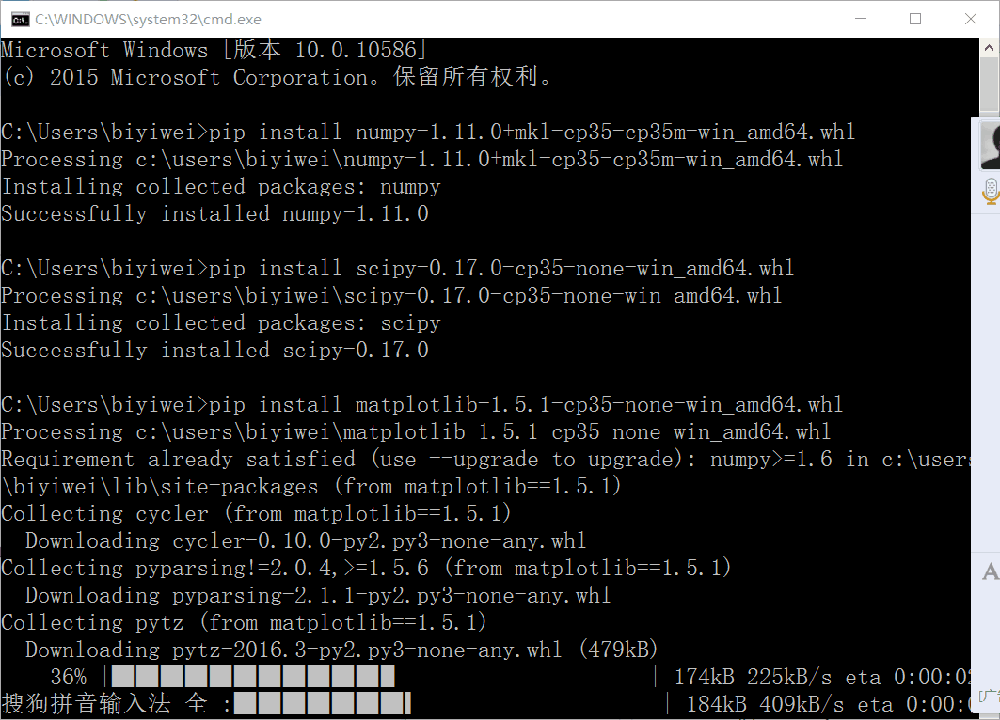 C:\WINDOWS\system32\cmd.exe
Microsoft Windows [版本 10.0.10586]
(c) 2015 Microsoft Corporation。保留所有权利。
C:\Users\biyiwei>pip install numpy-1.11.0+mkl-cp35-cp35m-win_amd64.whl
Processing c:\users\biyiwei\numpy-1.11.0+mkl-cp35-cp35m-win_amd64.whl
Installing collected packages: numpy
Successfully installed numpy-1.11.0
C:\Users\biyiwei>pip install scipy-0.17.0-cp35-none-win_amd64.whl
Processing c:\users\biyiwei\scipy-0.17.0-cp35-none-win_amd64.whl
Installing collected packages: scipy
Successfully installed scipy-0.17.0
C:\Users\biyiwei>pip install matplotlib-1.5.1-cp35-none-win_amd64.whl
Processing c:\users\biyiwei\matplotlib-1.5.1-cp35-none-win_amd64.whl
Requirement already satisfied (use --upgrade to upgrade): numpy>=1.6 in c:\users
\biyiwei\lib\site-packages (from matplotlib==1.5.1)
Collecting cycler (from matplotlib==1.5.1)
Downloading cycler-0.10.0-py2.py3-none-any.whl
Collecting pyparsing!=2.0.4,>=1.5.6 (from matplotlib==1.5.1)
Downloading pyparsing-2.1.1-py2.py3-none-any.whl
Collecting pytz (from matplotlib==1.5.1)
Downloading pytz-2016.3-py2.py3-none-any.whl (479kB)
36% | | 174kB 225kB/s eta 0:00:02
搜狗拼音输入法 全 : | 184kB 409kB/s eta 0:00:0
A